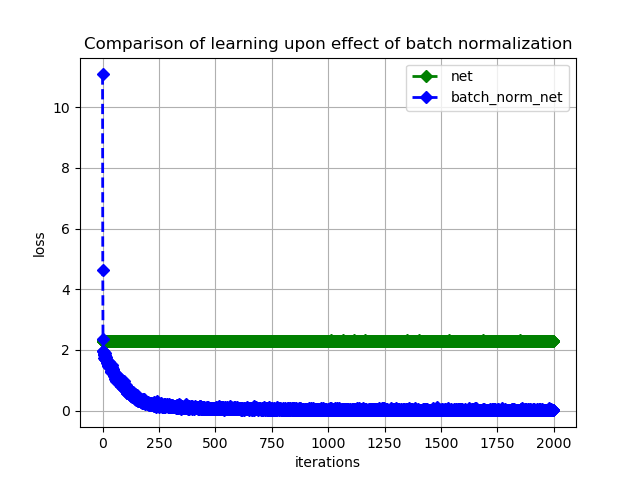 Comparison of learning upon effect of batch normalization
net
batch_norm_net
10
8
6
4
2
0
loss
0 250 500 750 1000 1250 1500 1750 2000
iterations